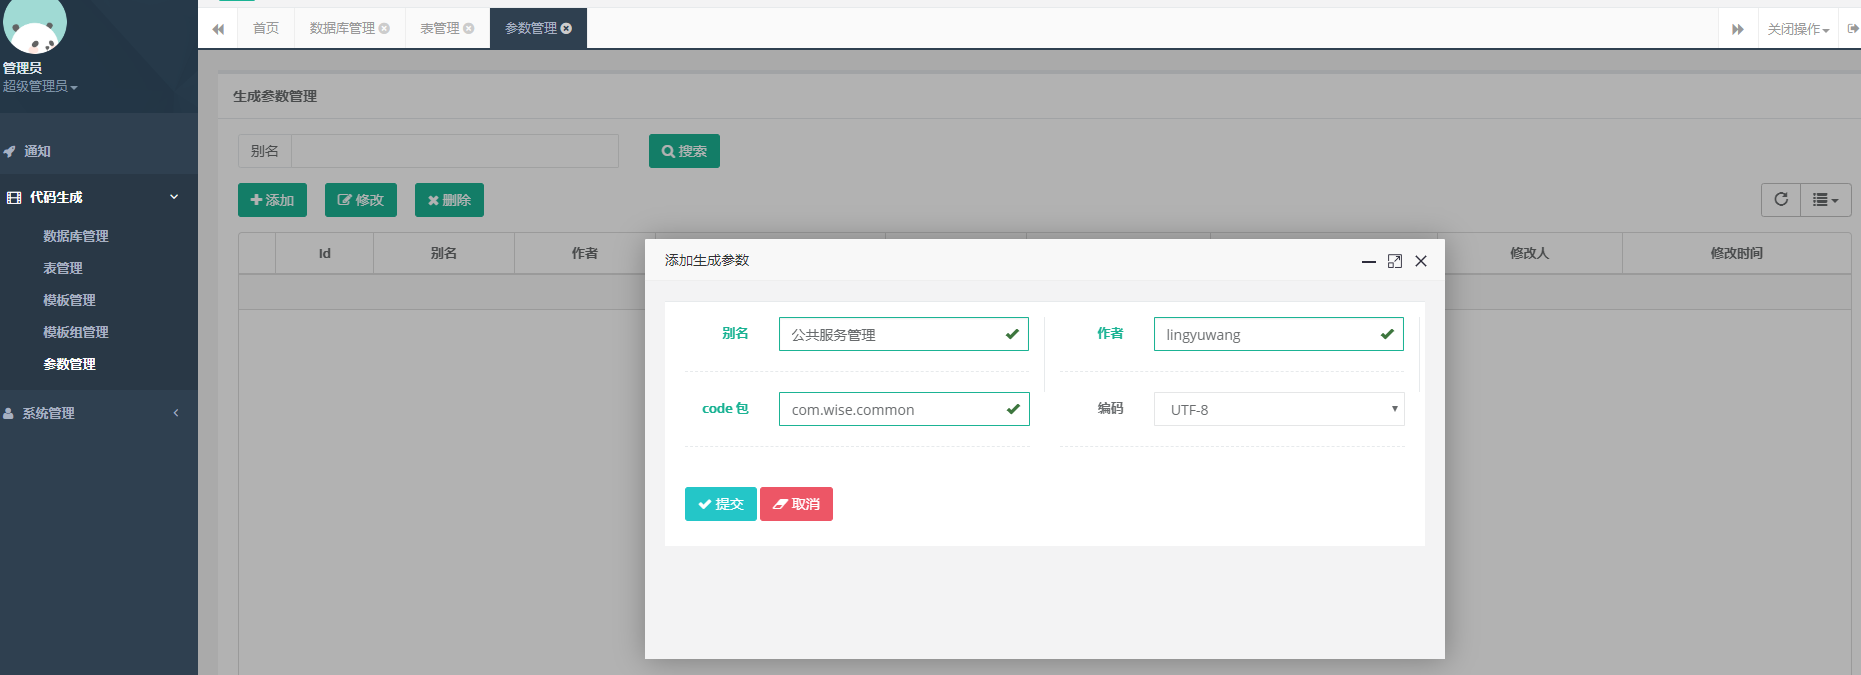 管理员
超级管理员
通知
代码生成
数据库管理
表管理
模板管理
模板组管理
参数管理
系统管理
首页 数据库管理 表管理 参数管理 关闭操作
生成参数管理
别名 搜索
添加 修改 删除
Id 别名 作者 修改人 修改时间
添加生成参数
别名 公共服务管理 作者 lingyuwang
code 包 com.wise.common 编码 UTF-8
提交 取消